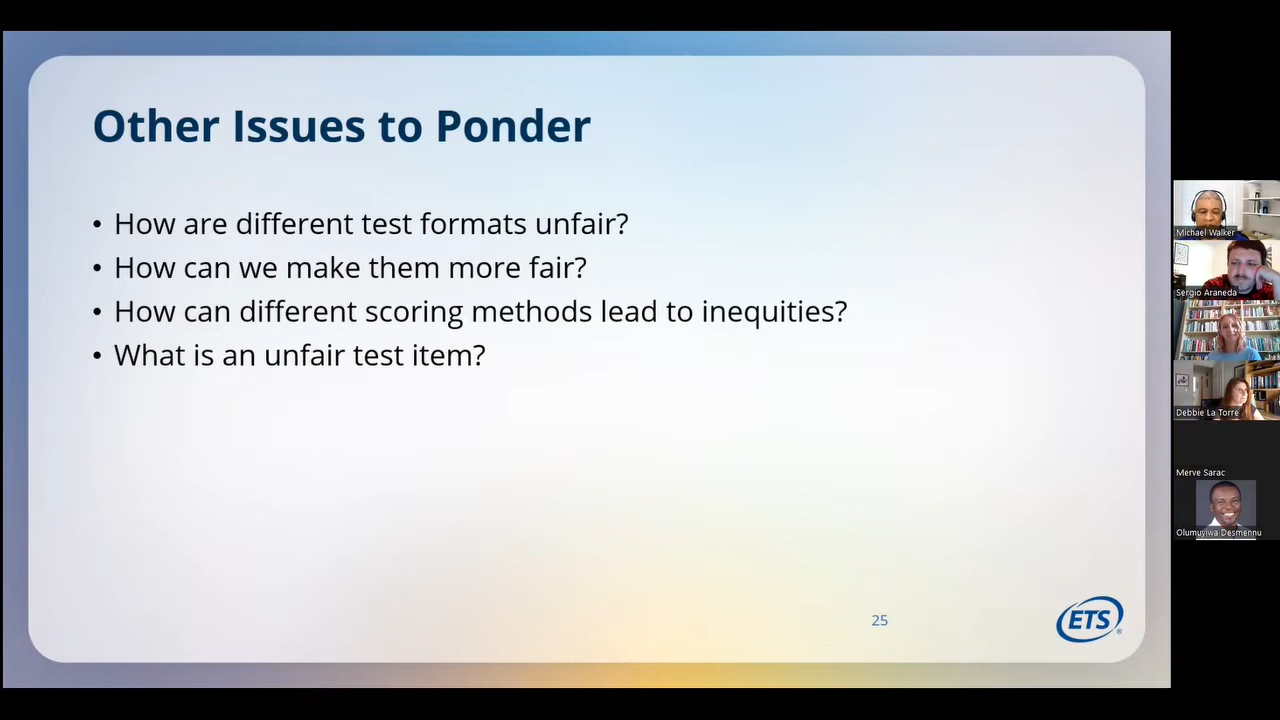 Other Issues to Ponder
• How are different test formats unfair?
• How can we make them more fair?
• How can different scoring methods lead to inequities?
• What is an unfair test item?
25
ETS®
Michael Walker
Sergio Araneda
Debbie La Torre
Merve Sarac
Olumuyiwa Desmennu